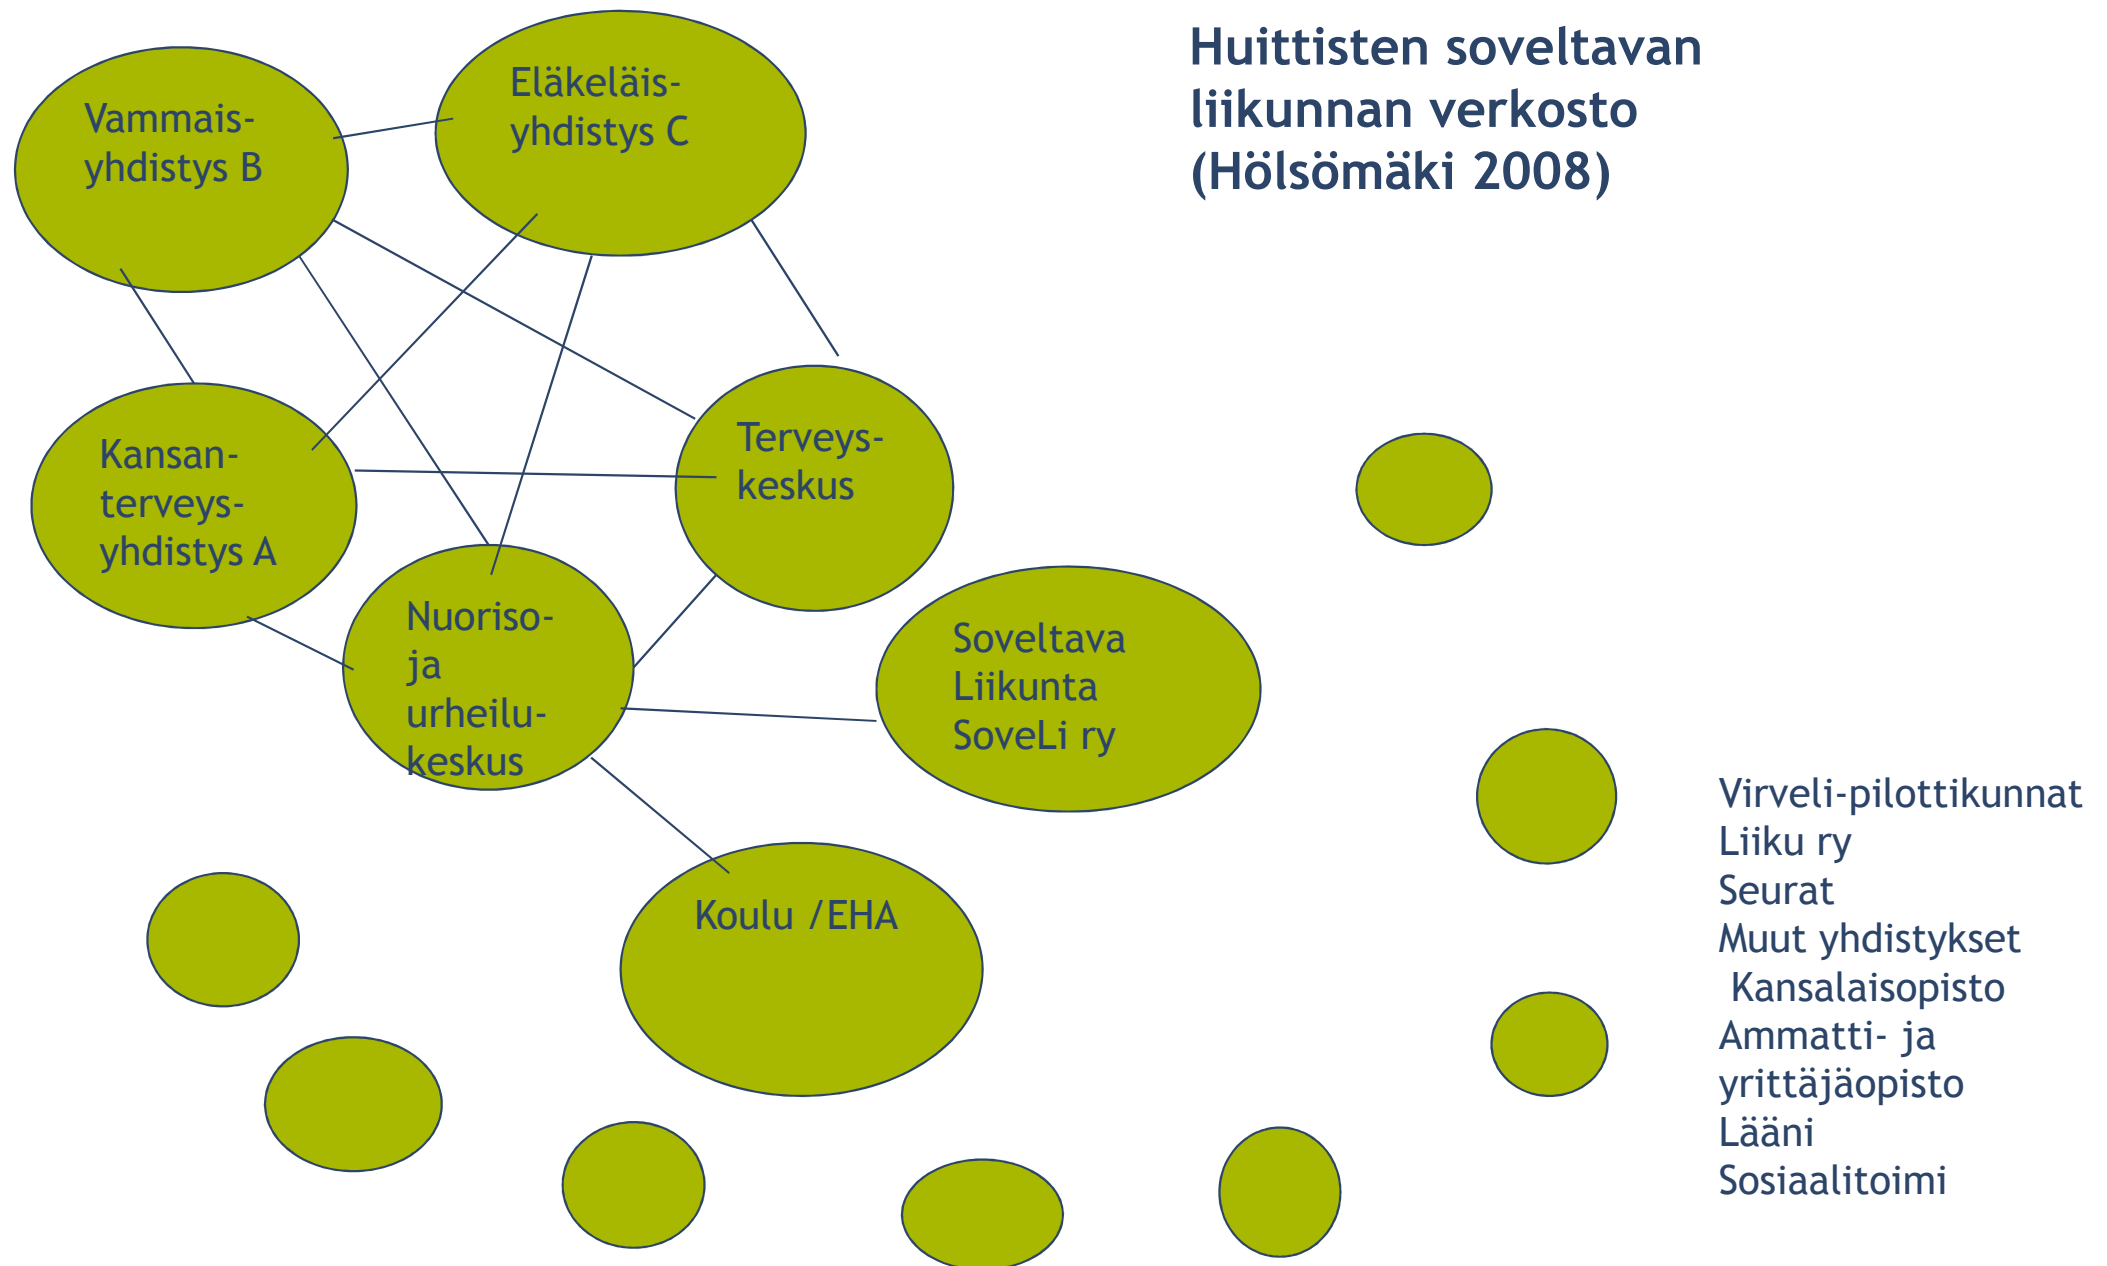 Huittisten soveltavan
liikunnan verkosto
(Hölsömäki 2008)
Vammais-
yhdistys B
Eläkeläis-
yhdistys C
Kansan-
terveys-
yhdistys A
Terveys-
keskus
Nuoriso-
ja
urheilu-
keskus
Soveltava
Liikunta
SoveLi ry
Koulu /EHA
Virveli-pilottikunnat
Liiku ry
Seurat
Muut yhdistykset
Kansalaisopisto
Ammatti- ja
yrittäjäopisto
Lääni
Sosiaalitoimi